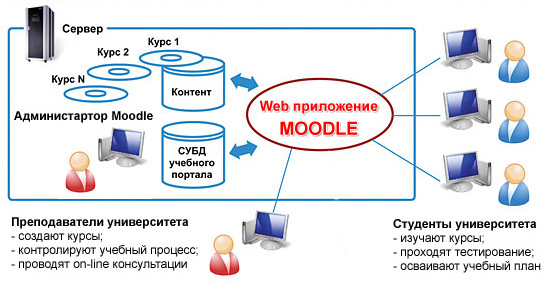 Сервер
Курс 1
Курс 2
Курс N
Контент
Администартор Moodle
СУБД
учебного
портала
Web приложение
MOODLE
Преподаватели университета
- создают курсы;
- контролируют учебный процесс;
- проводят on-line консультации
Студенты университета
- изучают курсы;
- проходят тестирование;
- осваивают учебный план